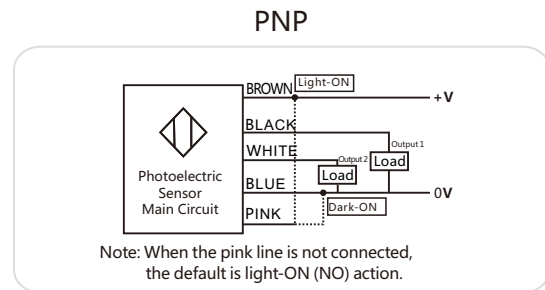 PNP
BROWN
Light-ON
+V
BLACK
Output 1
Load
WHITE
Output 2
Load
BLUE
0V
Dark-ON
PINK
Photoelectric
Sensor
Main Circuit
Note: When the pink line is not connected,
the default is light-ON (NO) action.